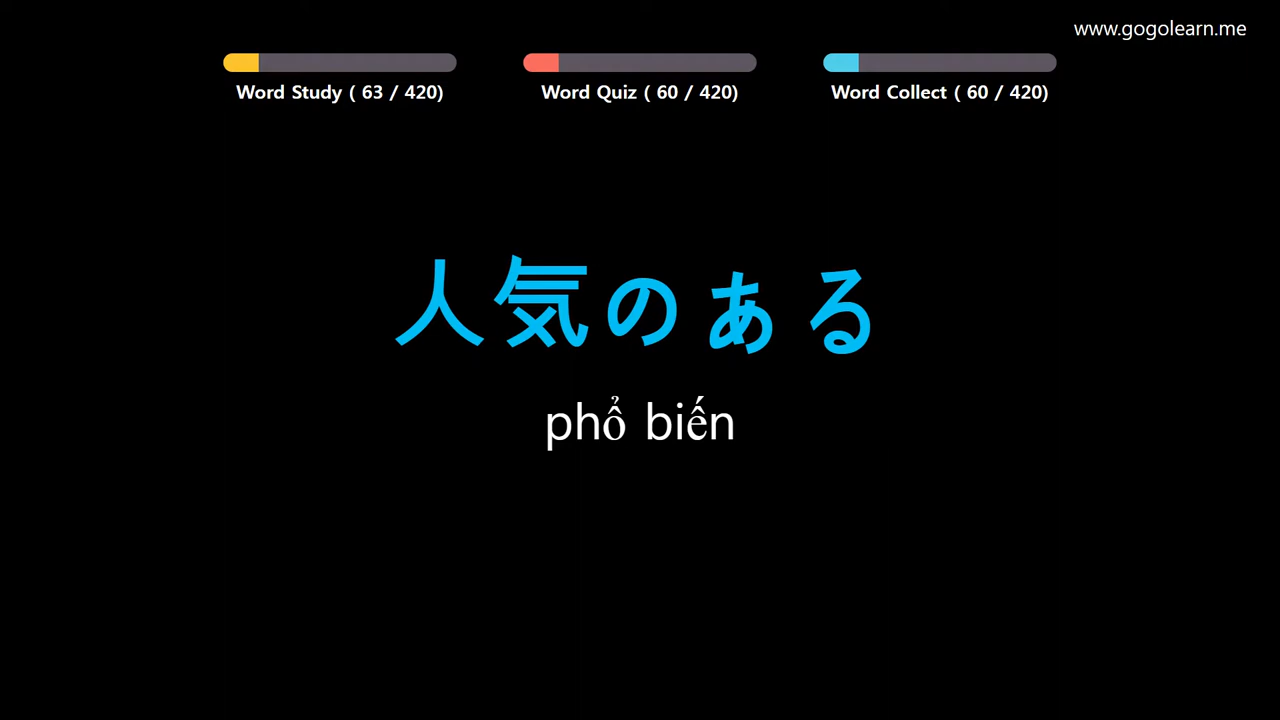 www.gogolearn.me
Word Study ( 63 / 420)
Word Quiz ( 60 / 420)
Word Collect ( 60 / 420)
人気のある
phổ biến